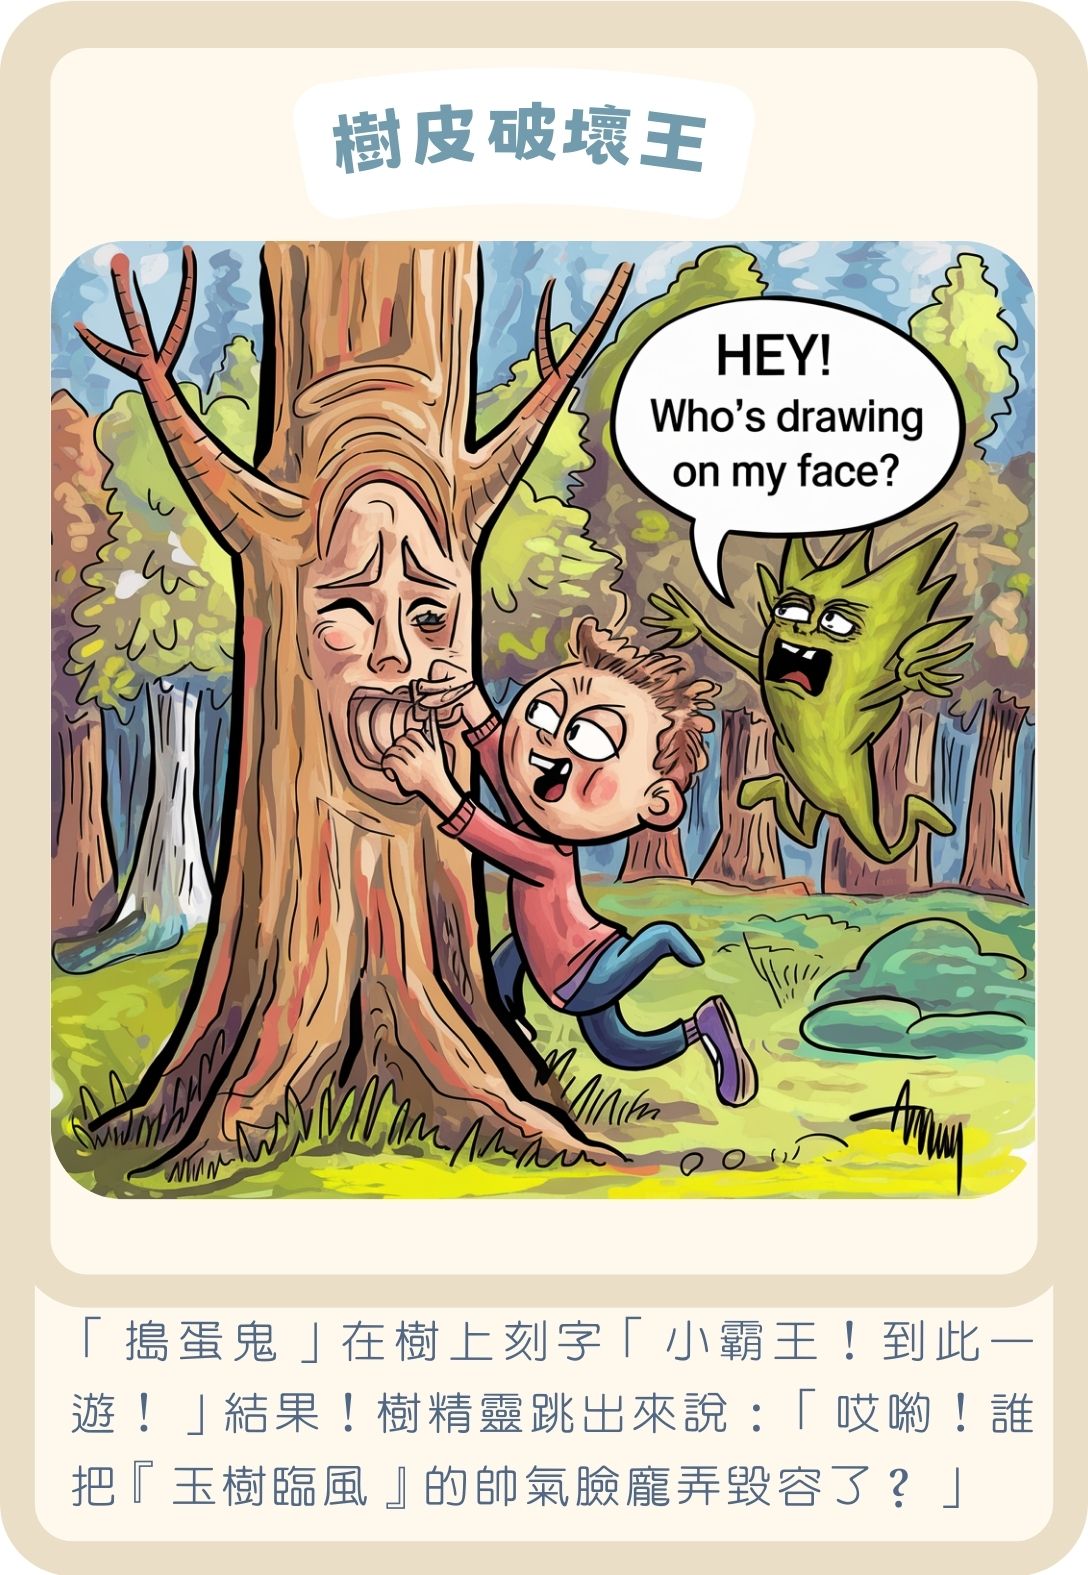 樹皮破壞王
HEY!
Who's drawing
on my face?
Amusy
「搗蛋鬼」在樹上刻字「小霸王！到此一
遊！」結果！樹精靈跳出來說：「哎喲！誰
把『玉樹臨風』的帥氣臉龐弄毀容了？」